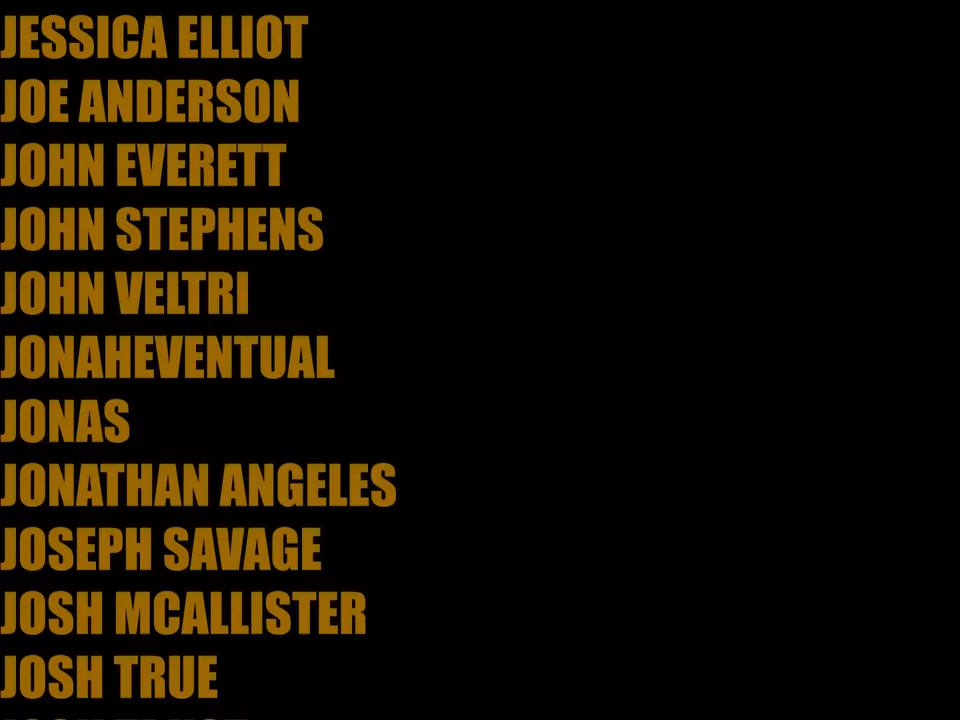 JESSICA ELLIOT
JOE ANDERSON
JOHN EVERETT
JOHN STEPHENS
JOHN VELTRI
JONAHEVENTUAL
JONAS
JONATHAN ANGELES
JOSEPH SAVAGE
JOSH MCALLISTER
JOSH TRUE